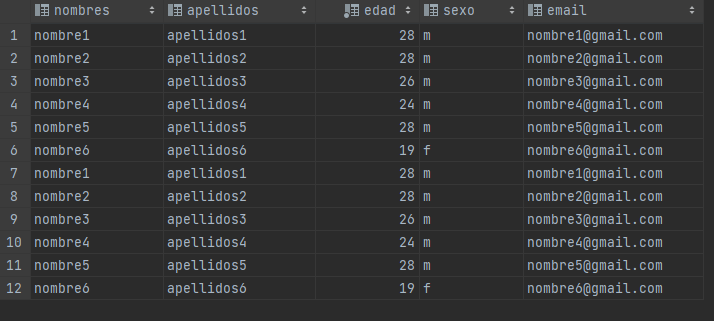 nombres apellidos edad sexo email
1 nombre1 apellidos1 28 m nombre1@gmail.com
2 nombre2 apellidos2 28 m nombre2@gmail.com
3 nombre3 apellidos3 26 m nombre3@gmail.com
4 nombre4 apellidos4 24 m nombre4@gmail.com
5 nombre5 apellidos5 28 m nombre5@gmail.com
6 nombre6 apellidos6 19 f nombre6@gmail.com
7 nombre1 apellidos1 28 m nombre1@gmail.com
8 nombre2 apellidos2 28 m nombre2@gmail.com
9 nombre3 apellidos3 26 m nombre3@gmail.com
10 nombre4 apellidos4 24 m nombre4@gmail.com
11 nombre5 apellidos5 28 m nombre5@gmail.com
12 nombre6 apellidos6 19 f nombre6@gmail.com